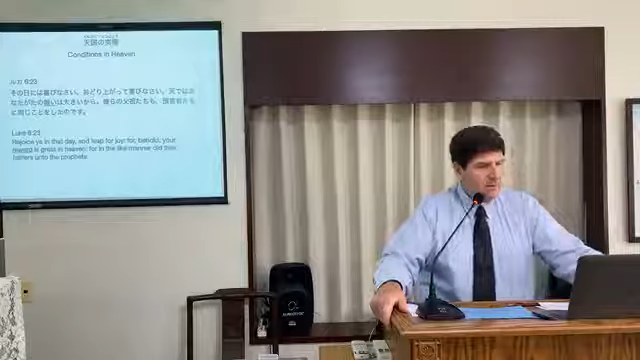 天国の実際
Conditions in Heaven
ルカ 6:23
その日には喜びなさい。おどり上がって喜びなさい。天ではあ
なたがたの報いは大きいから。彼らの父祖たちも、預言者たち
に同じことをしたのです。
Luke 6:23
Rejoice ye in that day, and leap for joy: for, behold, your
reward is great in heaven: for in the like manner did their
fathers unto the prophets.